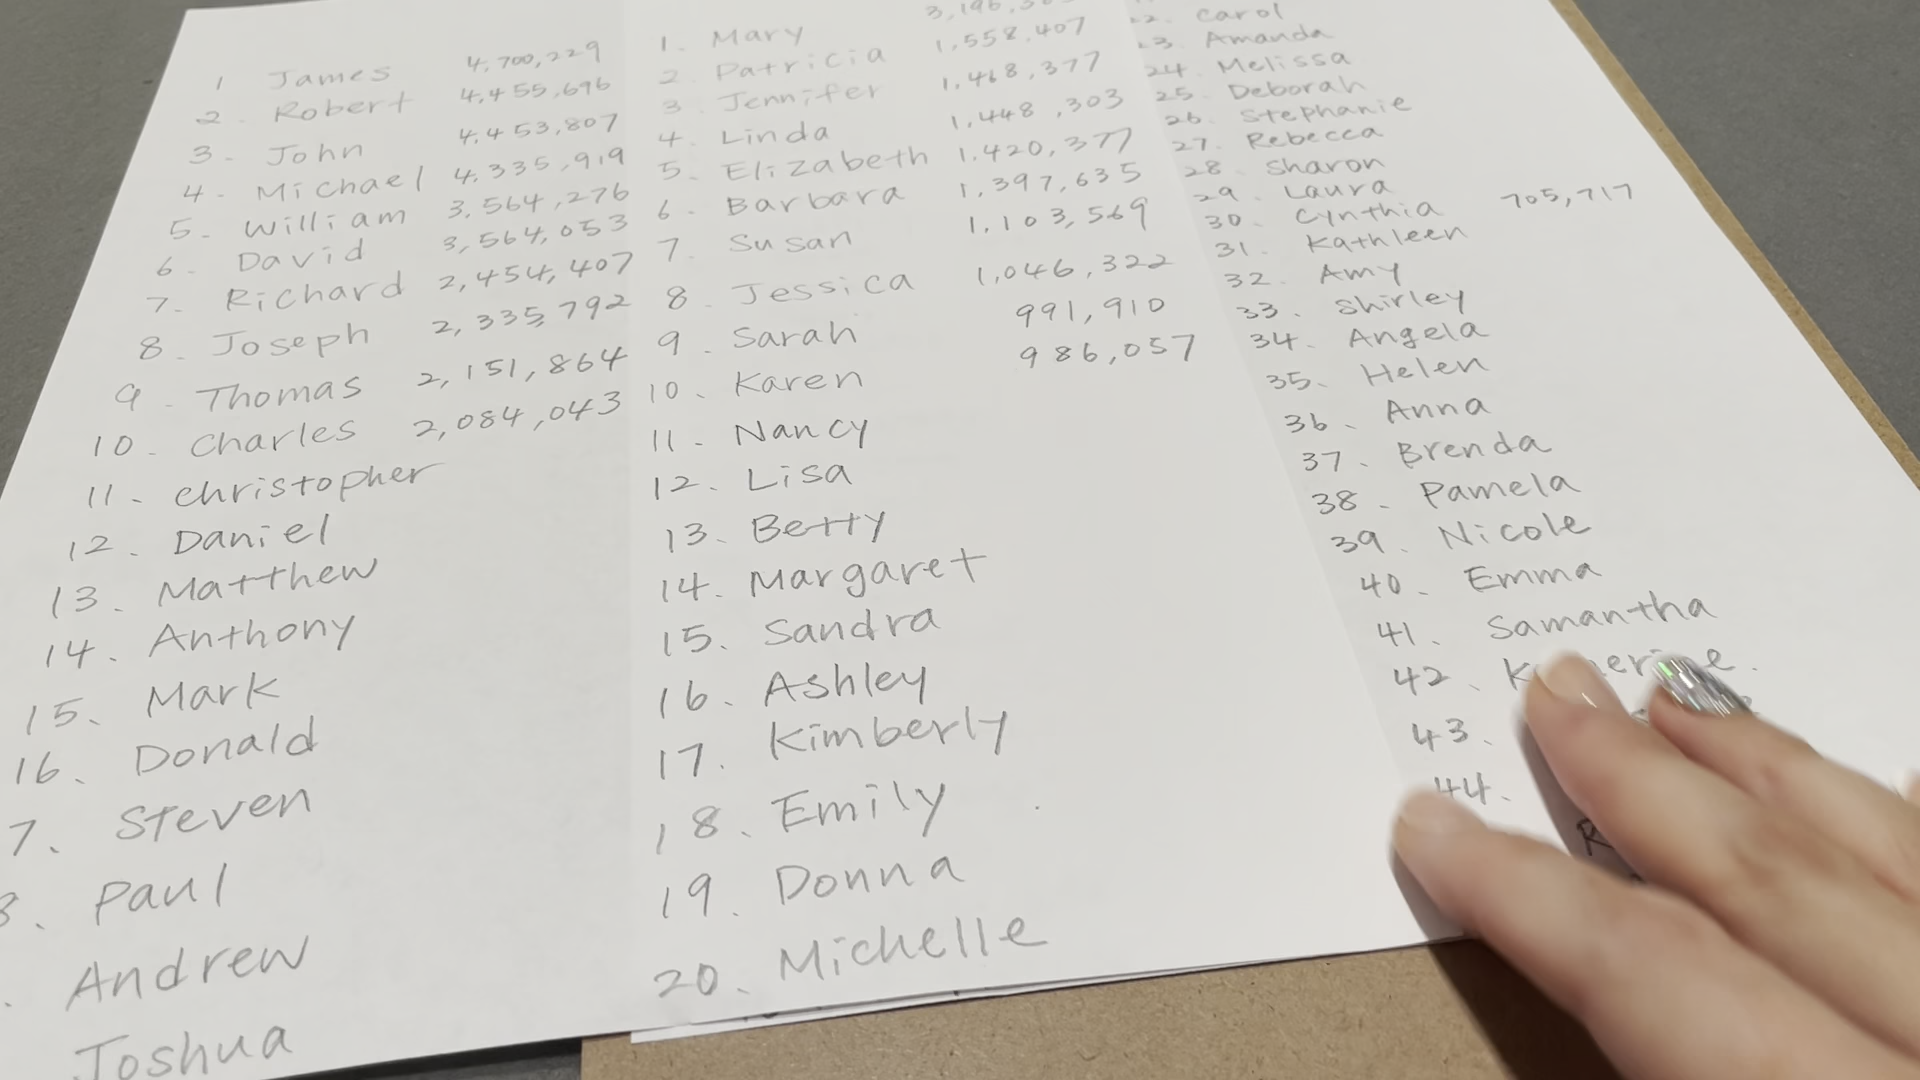 1 James 4,700,229
2. Robert 4,455,696
3. John 4,453,807
4. Michael 4,335,919
5. William 3,564,276
6. David 3,564,053
7. Richard 2,454,407
8. Joseph 2,335,792
9. Thomas 2,151,864
10. Charles 2,084,043
11. Christopher
12. Daniel
13. Matthew
14. Anthony
15. Mark
16. Donald
7. Steven
Paul
Andrew
Joshua
1. Mary
2. Patricia 1,558,407
3. Jennifer 1,468,377
4. Linda 1,448,303
5. Elizabeth 1,420,377
6. Barbara 1,397,635
7. Susan 1,103,569
8. Jessica 1,046,322
9. Sarah 991,910
10. Karen 986,057
11. Nancy
12. Lisa
13. Betty
14. Margaret
15. Sandra
16. Ashley
17. Kimberly
18. Emily
19. Donna
20. Michelle
Carol
Amanda
24. Melissa
25. Deborah
26. Stephanie
27. Rebecca
28. Sharon
29. Laura
30. Cynthia 705,717
31. Kathleen
32. Amy
33. Shirley
34. Angela
35. Helen
36. Anna
37. Brenda
38. Pamela
39. Nicole
40. Emma
41. Samantha
42.
43.
44.